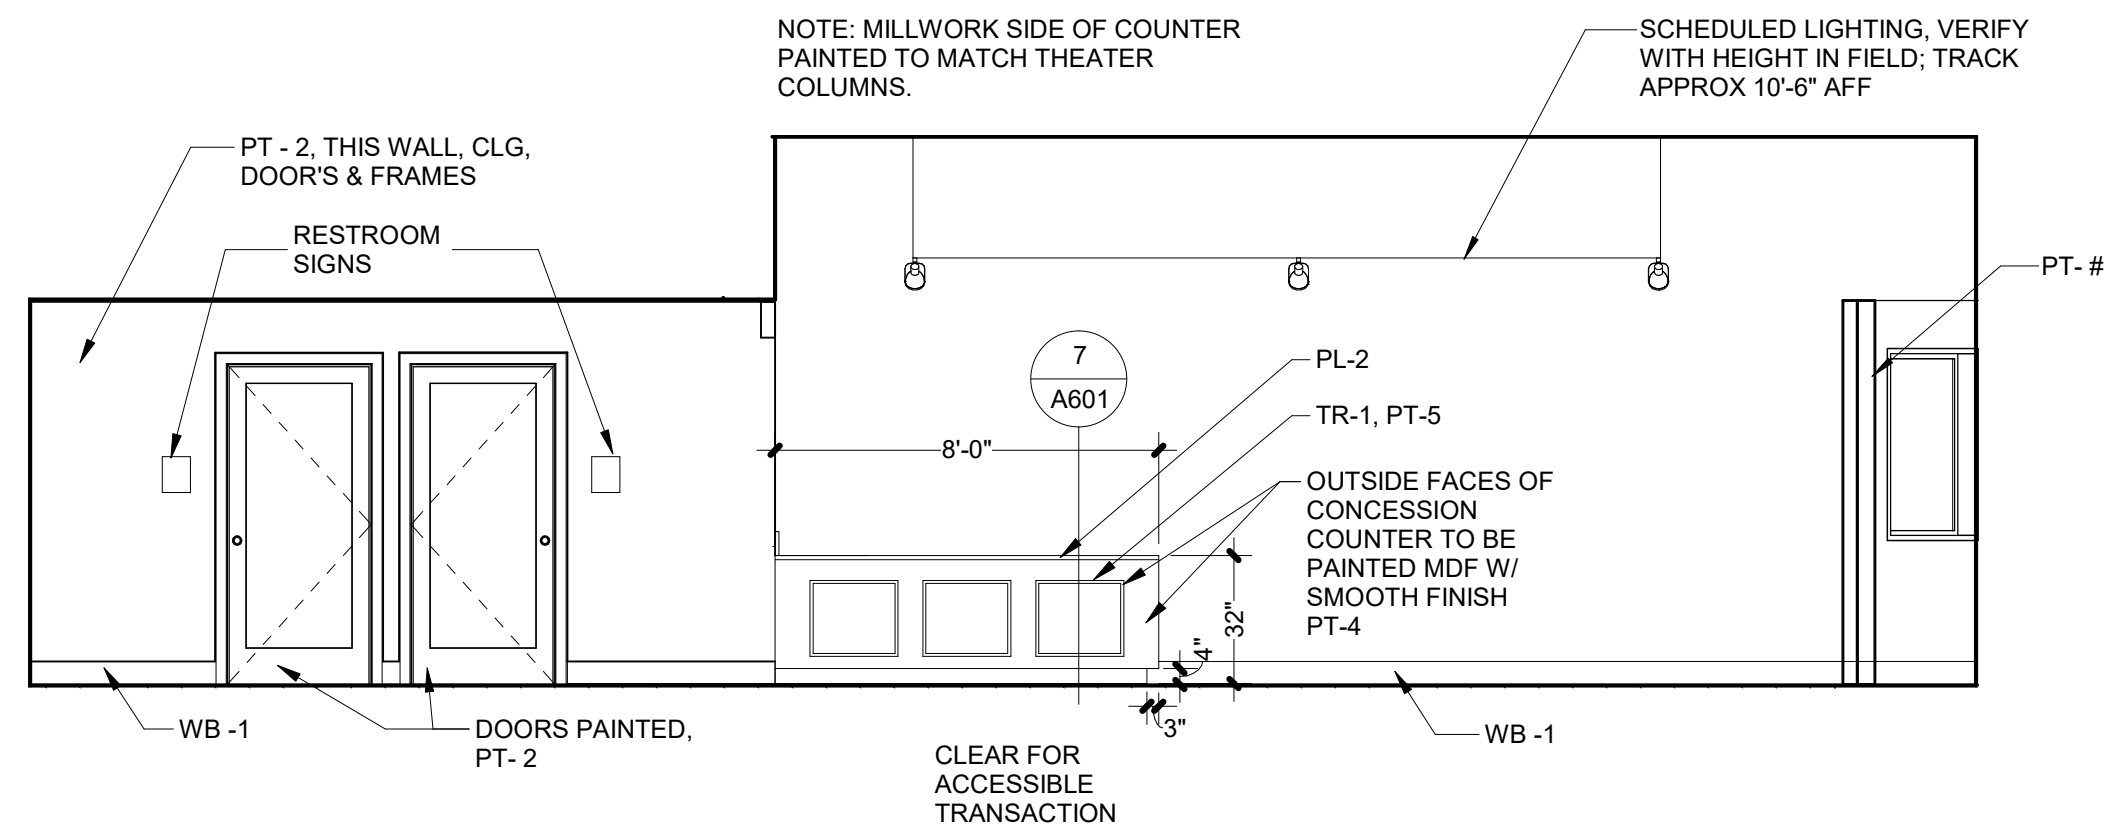 NOTE: MILLWORK SIDE OF COUNTER
PAINTED TO MATCH THEATER
COLUMNS.
SCHEDULED LIGHTING, VERIFY
WITH HEIGHT IN FIELD; TRACK
APPROX 10'-6" AFF
PT - 2, THIS WALL, CLG,
DOOR'S & FRAMES
RESTROOM
SIGNS
PT- #
7
A601
PL-2
TR-1, PT-5
8'-0"
OUTSIDE FACES OF
CONCESSION
COUNTER TO BE
PAINTED MDF W/
SMOOTH FINISH
PT-4
32"
4"
3"
WB -1
DOORS PAINTED,
PT- 2
CLEAR FOR
ACCESSIBLE
TRANSACTION
WB -1